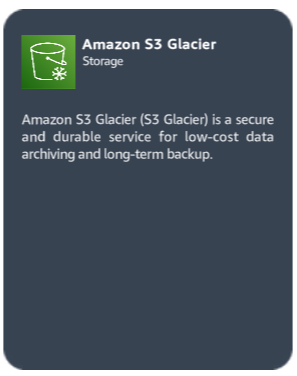 Amazon S3 Glacier
Storage
Amazon S3 Glacier (S3 Glacier) is a secure
and durable service for low-cost data
archiving and long-term backup.